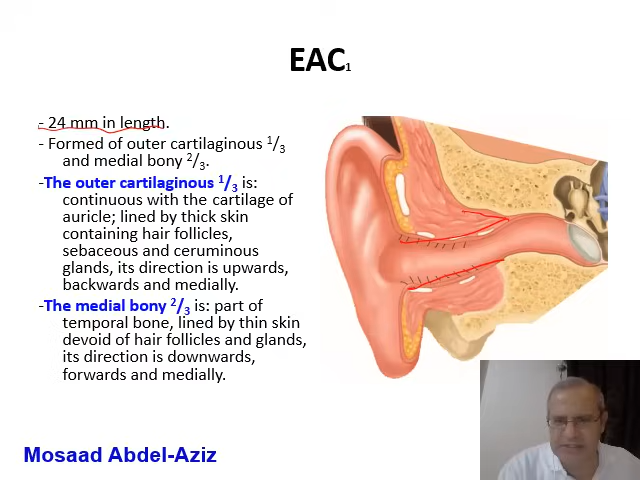 EAC1
- 24 mm in length.
- Formed of outer cartilaginous 1/3
and medial bony 2/3.
-The outer cartilaginous 1/3 is:
continuous with the cartilage of
auricle; lined by thick skin
containing hair follicles,
sebaceous and ceruminous
glands, its direction is upwards,
backwards and medially.
-The medial bony 2/3 is: part of
temporal bone, lined by thin skin
devoid of hair follicles and glands,
its direction is downwards,
forwards and medially.
Mosaad Abdel-Aziz